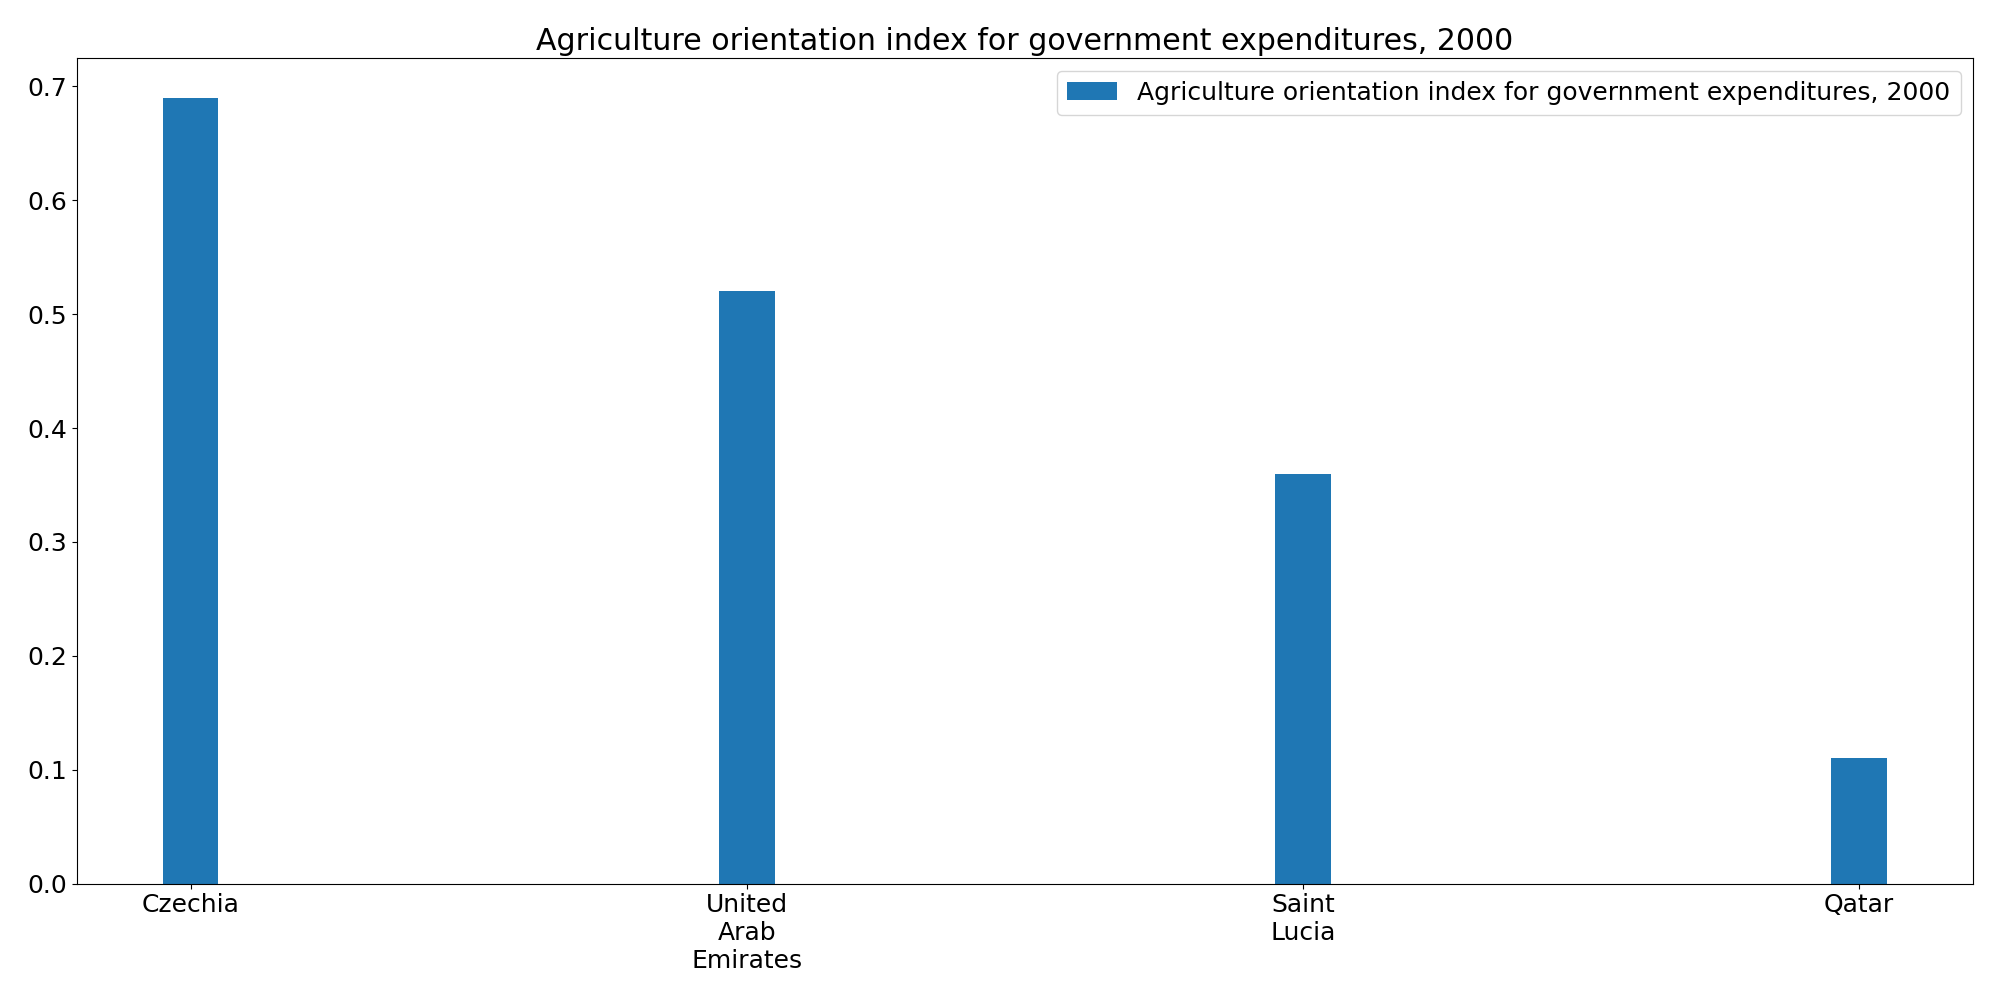 Agriculture orientation index for government expenditures, 2000
Agriculture orientation index for government expenditures, 2000
0.7
0.6
0.5
0.4
0.3
0.2
0.1
0.0
Czechia
United
Arab
Emirates
Saint
Lucia
Qatar